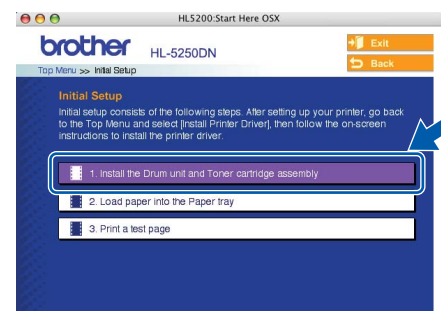 HL5200:Start Here OSX
brother HL-5250DN
Exit
Back
Top Menu >> Initial Setup
Initial Setup
Initial setup consists of the following steps. After setting up your printer, go back
to the Top Menu and select [Install Printer Driver], then follow the on-screen
instructions to install the printer driver.
1. Install the Drum unit and Toner cartridge assembly
2. Load paper into the Paper tray
3. Print a test page